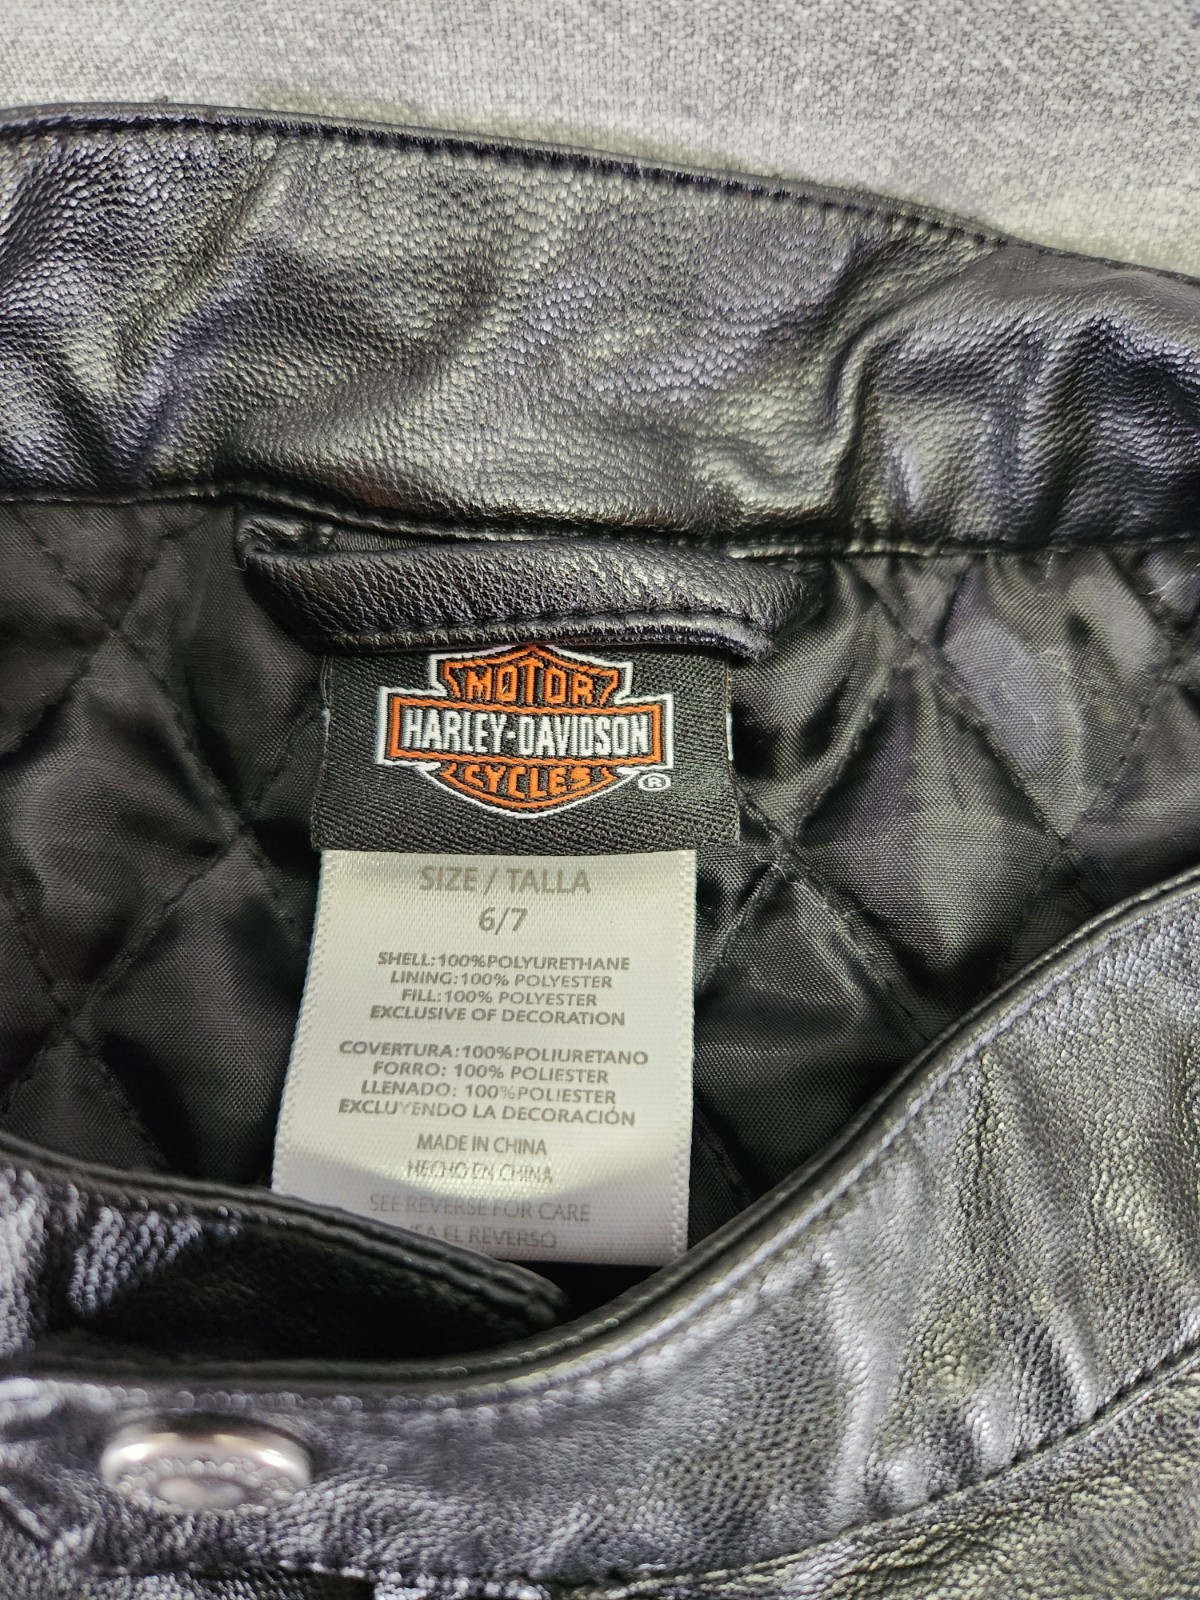 MOTOR
HARLEY-DAVIDSON
CYCLES
®
SIZE / TALLA
6/7
SHELL:100%POLYURETHANE
LINING:100% POLYESTER
FILL:100% POLYESTER
EXCLUSIVE OF DECORATION
COVERTURA:100%POLIURETANO
FORRO: 100% POLIESTER
LLENADO: 100%POLIESTER
EXCLUYENDO LA DECORACIÓN
MADE IN CHINA
HECHO EN CHINA
SEE REVERSE FOR CARE
EL REVERSO